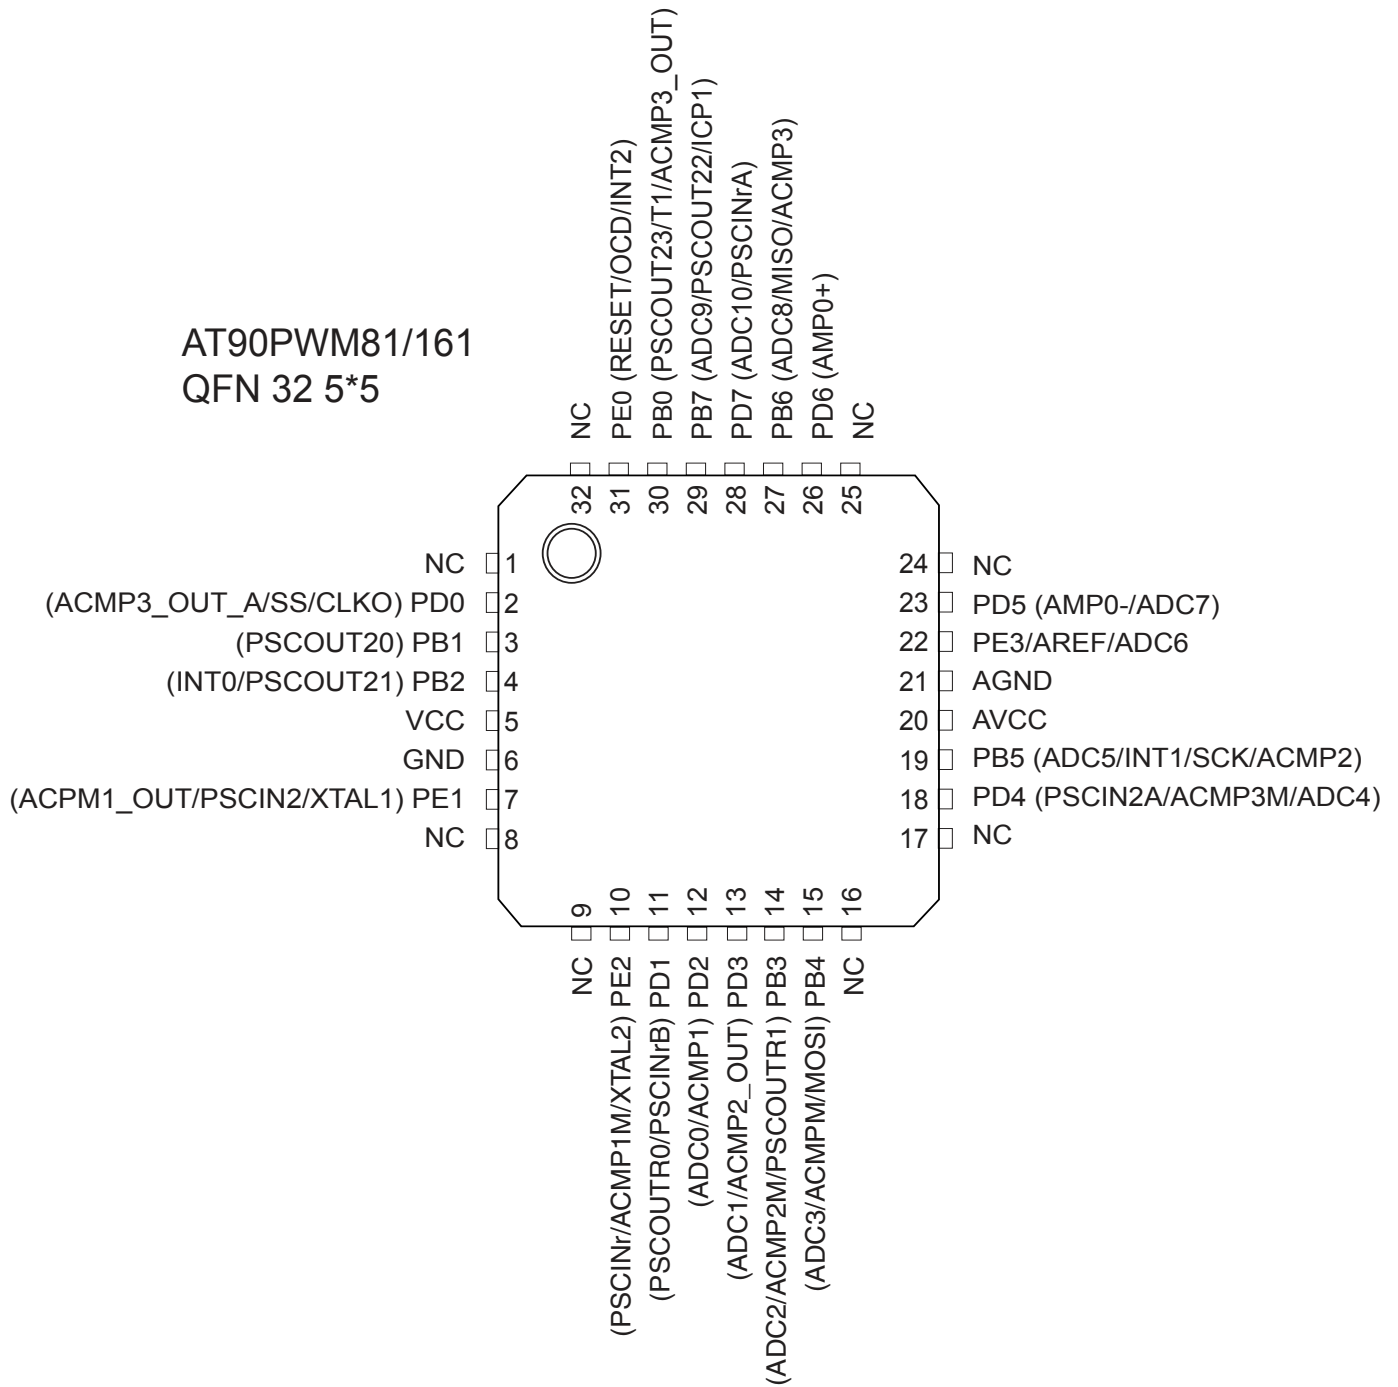 AT90PWM81/161
QFN 32 5*5
NC
PE0 (RESET/OCD/INT2)
PB0 (PSCOUT23/T1/ACMP3_OUT)
PB7 (ADC9/PSCOUT22/ICP1)
PD7 (ADC10/PSCINrA)
PB6 (ADC8/MISO/ACMP3)
PD6 (AMP0+)
NC
32
31
30
29
28
27
26
25
NC 1
(ACMP3_OUT_A/SS/CLKO) PD0 2
(PSCOUT20) PB1 3
(INT0/PSCOUT21) PB2 4
VCC 5
GND 6
(ACPM1_OUT/PSCIN2/XTAL1) PE1 7
NC 8
24 NC
23 PD5 (AMP0-/ADC7)
22 PE3/AREF/ADC6
21 AGND
20 AVCC
19 PB5 (ADC5/INT1/SCK/ACMP2)
18 PD4 (PSCIN2A/ACMP3M/ADC4)
17 NC
9
10
11
12
13
14
15
16
NC
(PSCINr/ACMP1M/XTAL2) PE2
(PSCOUTR0/PSCINrB) PD1
(ADC0/ACMP1) PD2
(ADC1/ACMP2_OUT) PD3
(ADC2/ACMP2M/PSCOUTR1) PB3
(ADC3/ACMPM/MOSI) PB4
NC